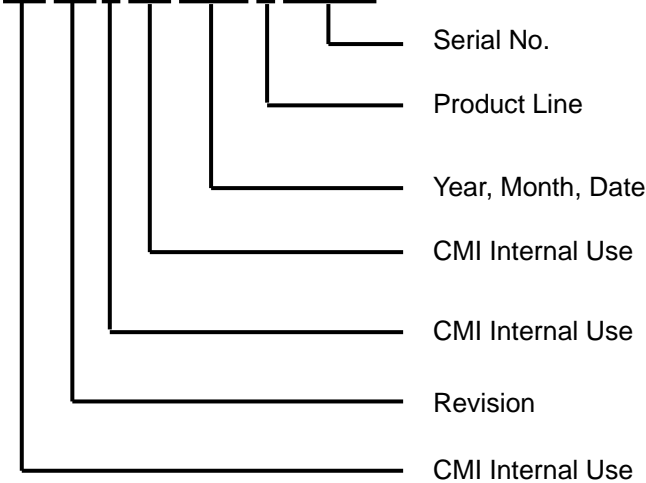 Serial No.
Product Line
Year, Month, Date
CMI Internal Use
CMI Internal Use
Revision
CMI Internal Use